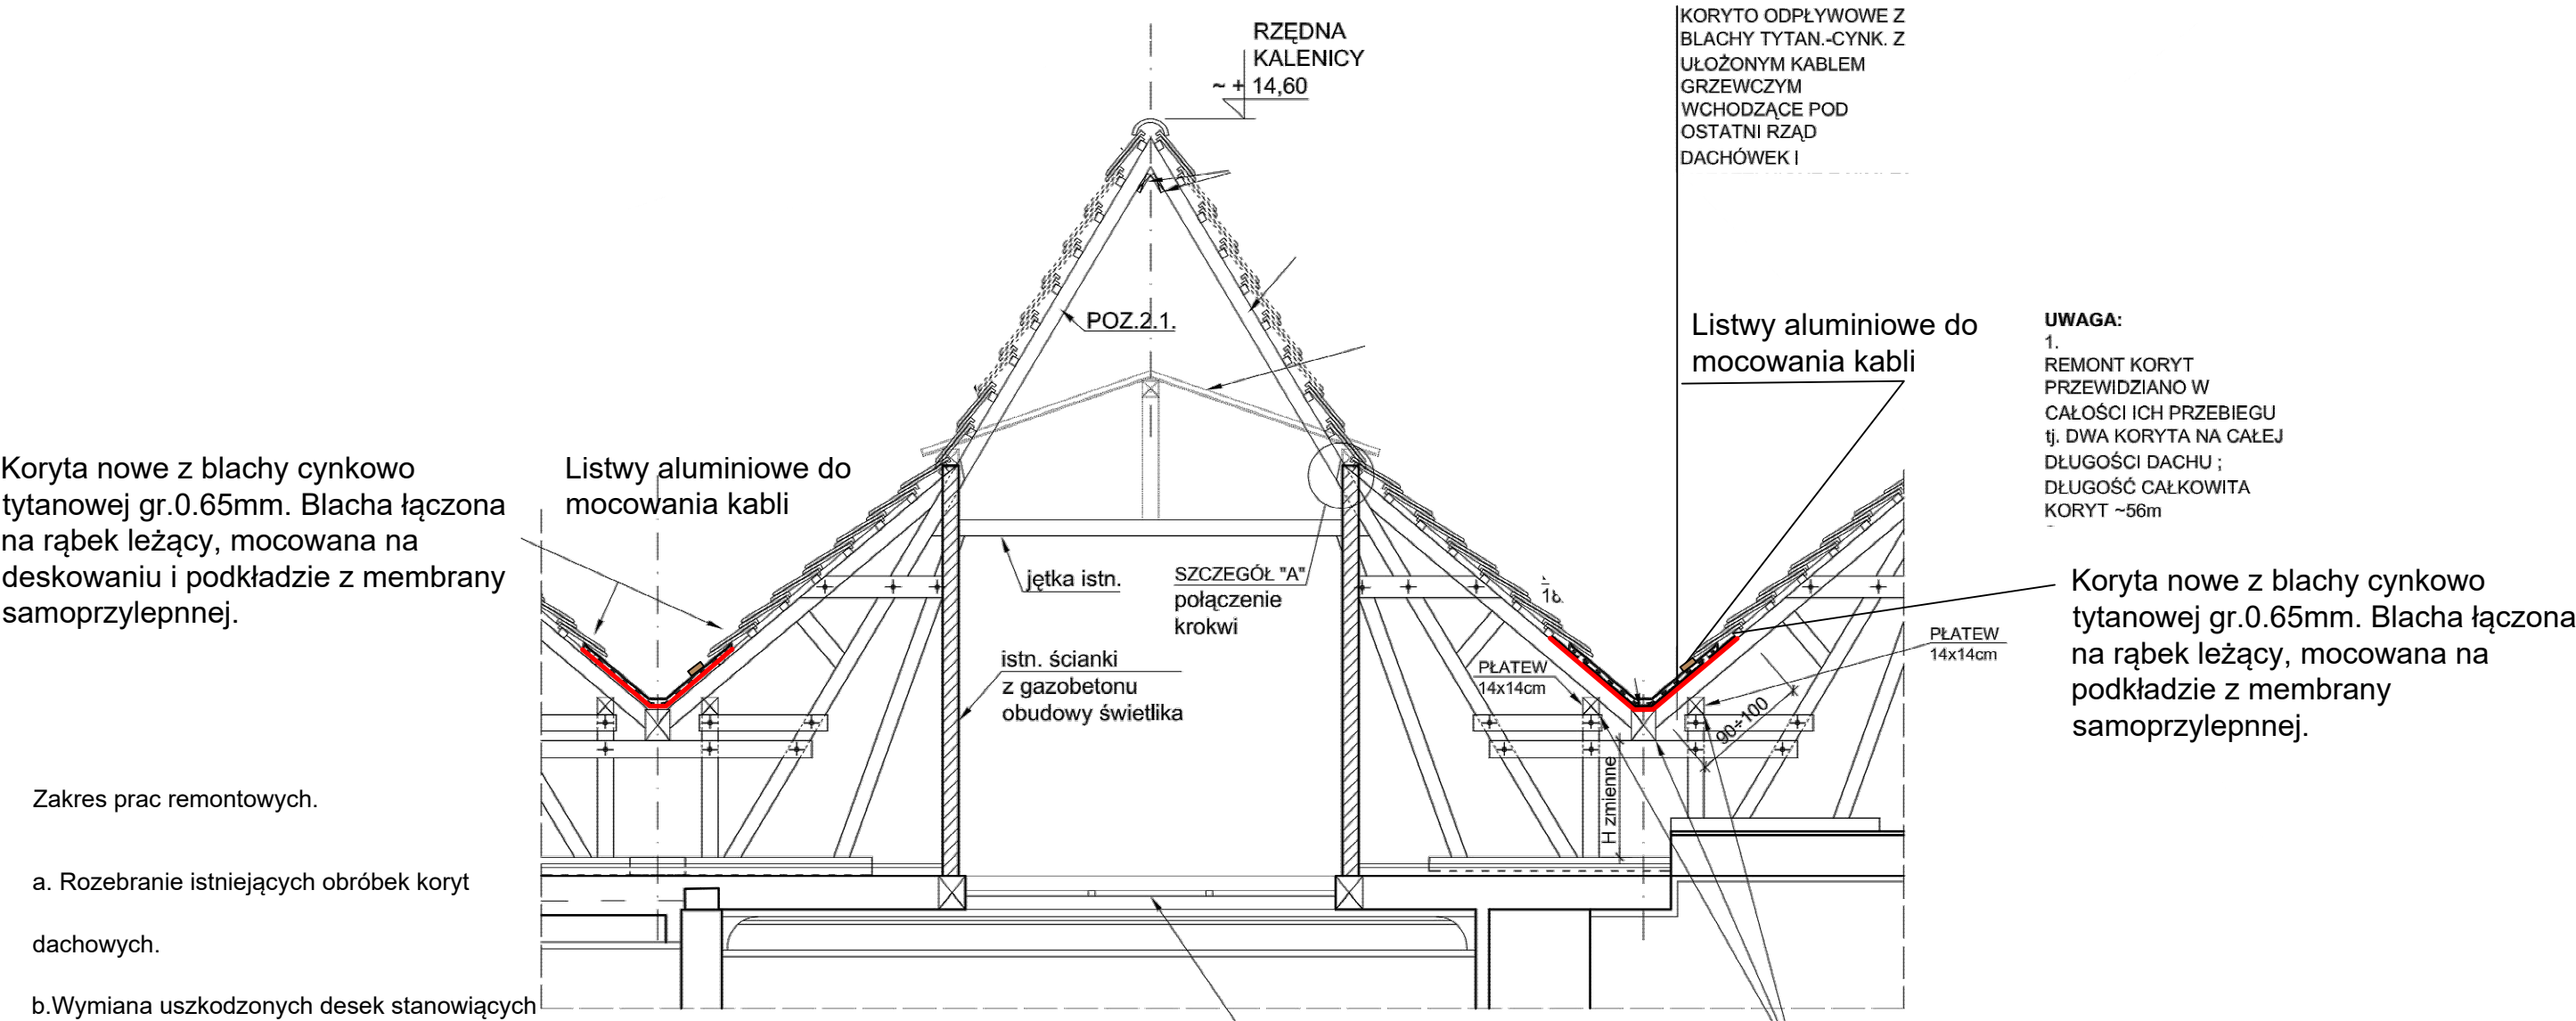 RZĘDNA
KALENICY
~ + 14,60
KORYTO ODPŁYWOWE Z
BLACHY TYTAN.-CYNK. Z
UŁOŻONYM KABLEM
GRZEWCZYM
WCHODZĄCE POD
OSTATNI RZĄD
DACHÓWEK I
POZ.2.1.
Listwy aluminiowe do
mocowania kabli
UWAGA:
1.
REMONT KORYT
PRZEWIDZIANO W
CAŁOŚCI ICH PRZEBIEGU
tj. DWA KORYTA NA CAŁEJ
DŁUGOŚCI DACHU ;
DŁUGOŚĆ CAŁKOWITA
KORYT ~56m
Koryta nowe z blachy cynkowo
tytanowej gr.0.65mm. Blacha łączona
na rąbek leżący, mocowana na
deskowaniu i podkładzie z membrany
samoprzylepnnej.
Listwy aluminiowe do
mocowania kabli
jętka istn.
SZCZEGÓŁ "A"
połączenie
krokwi
istn. ścianki
z gazobetonu
obudowy świetlika
18.
PŁATEW
14x14cm
PŁATEW
14x14cm
90÷100
H zmienne
Koryta nowe z blachy cynkowo
tytanowej gr.0.65mm. Blacha łączona
na rąbek leżący, mocowana na
podkładzie z membrany
samoprzylepnnej.
Zakres prac remontowych.
a. Rozebranie istniejących obróbek koryt
dachowych.
b.Wymiana uszkodzonych desek stanowiących